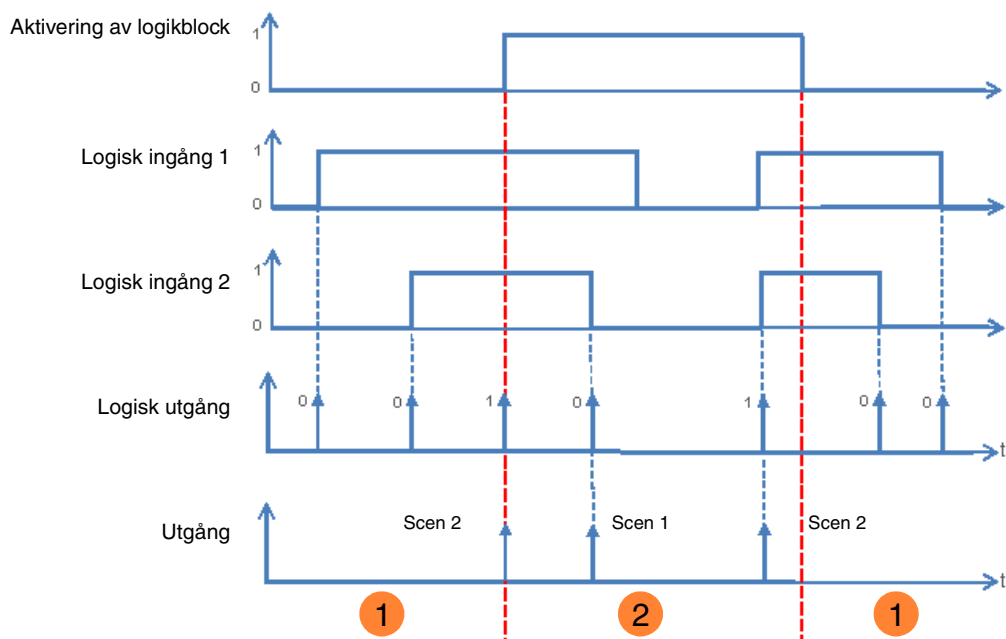 Aktivering av logikblock
1
0
Logisk ingång 1
1
0
Logisk ingång 2
1
0
Logisk utgång
0 0 1 0 1 0 0
t
Utgång
Scen 2 Scen 1 Scen 2
t
1 2 1